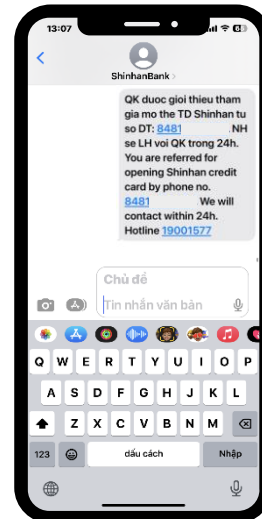 13:07
ShinhanBank
QK duoc gioi thieu tham
gia mo the TD Shinhan tu
so DT: 8481 . NH
se LH voi QK trong 24h.
You are referred for
opening Shinhan credit
card by phone no.
8481 We will
contact within 24h.
Hotline 19001577
Chủ đề
Tin nhắn văn bản
Q W E R T Y U I O P
A S D F G H J K L
Z X C V B N M
123 dấu cách Nhập